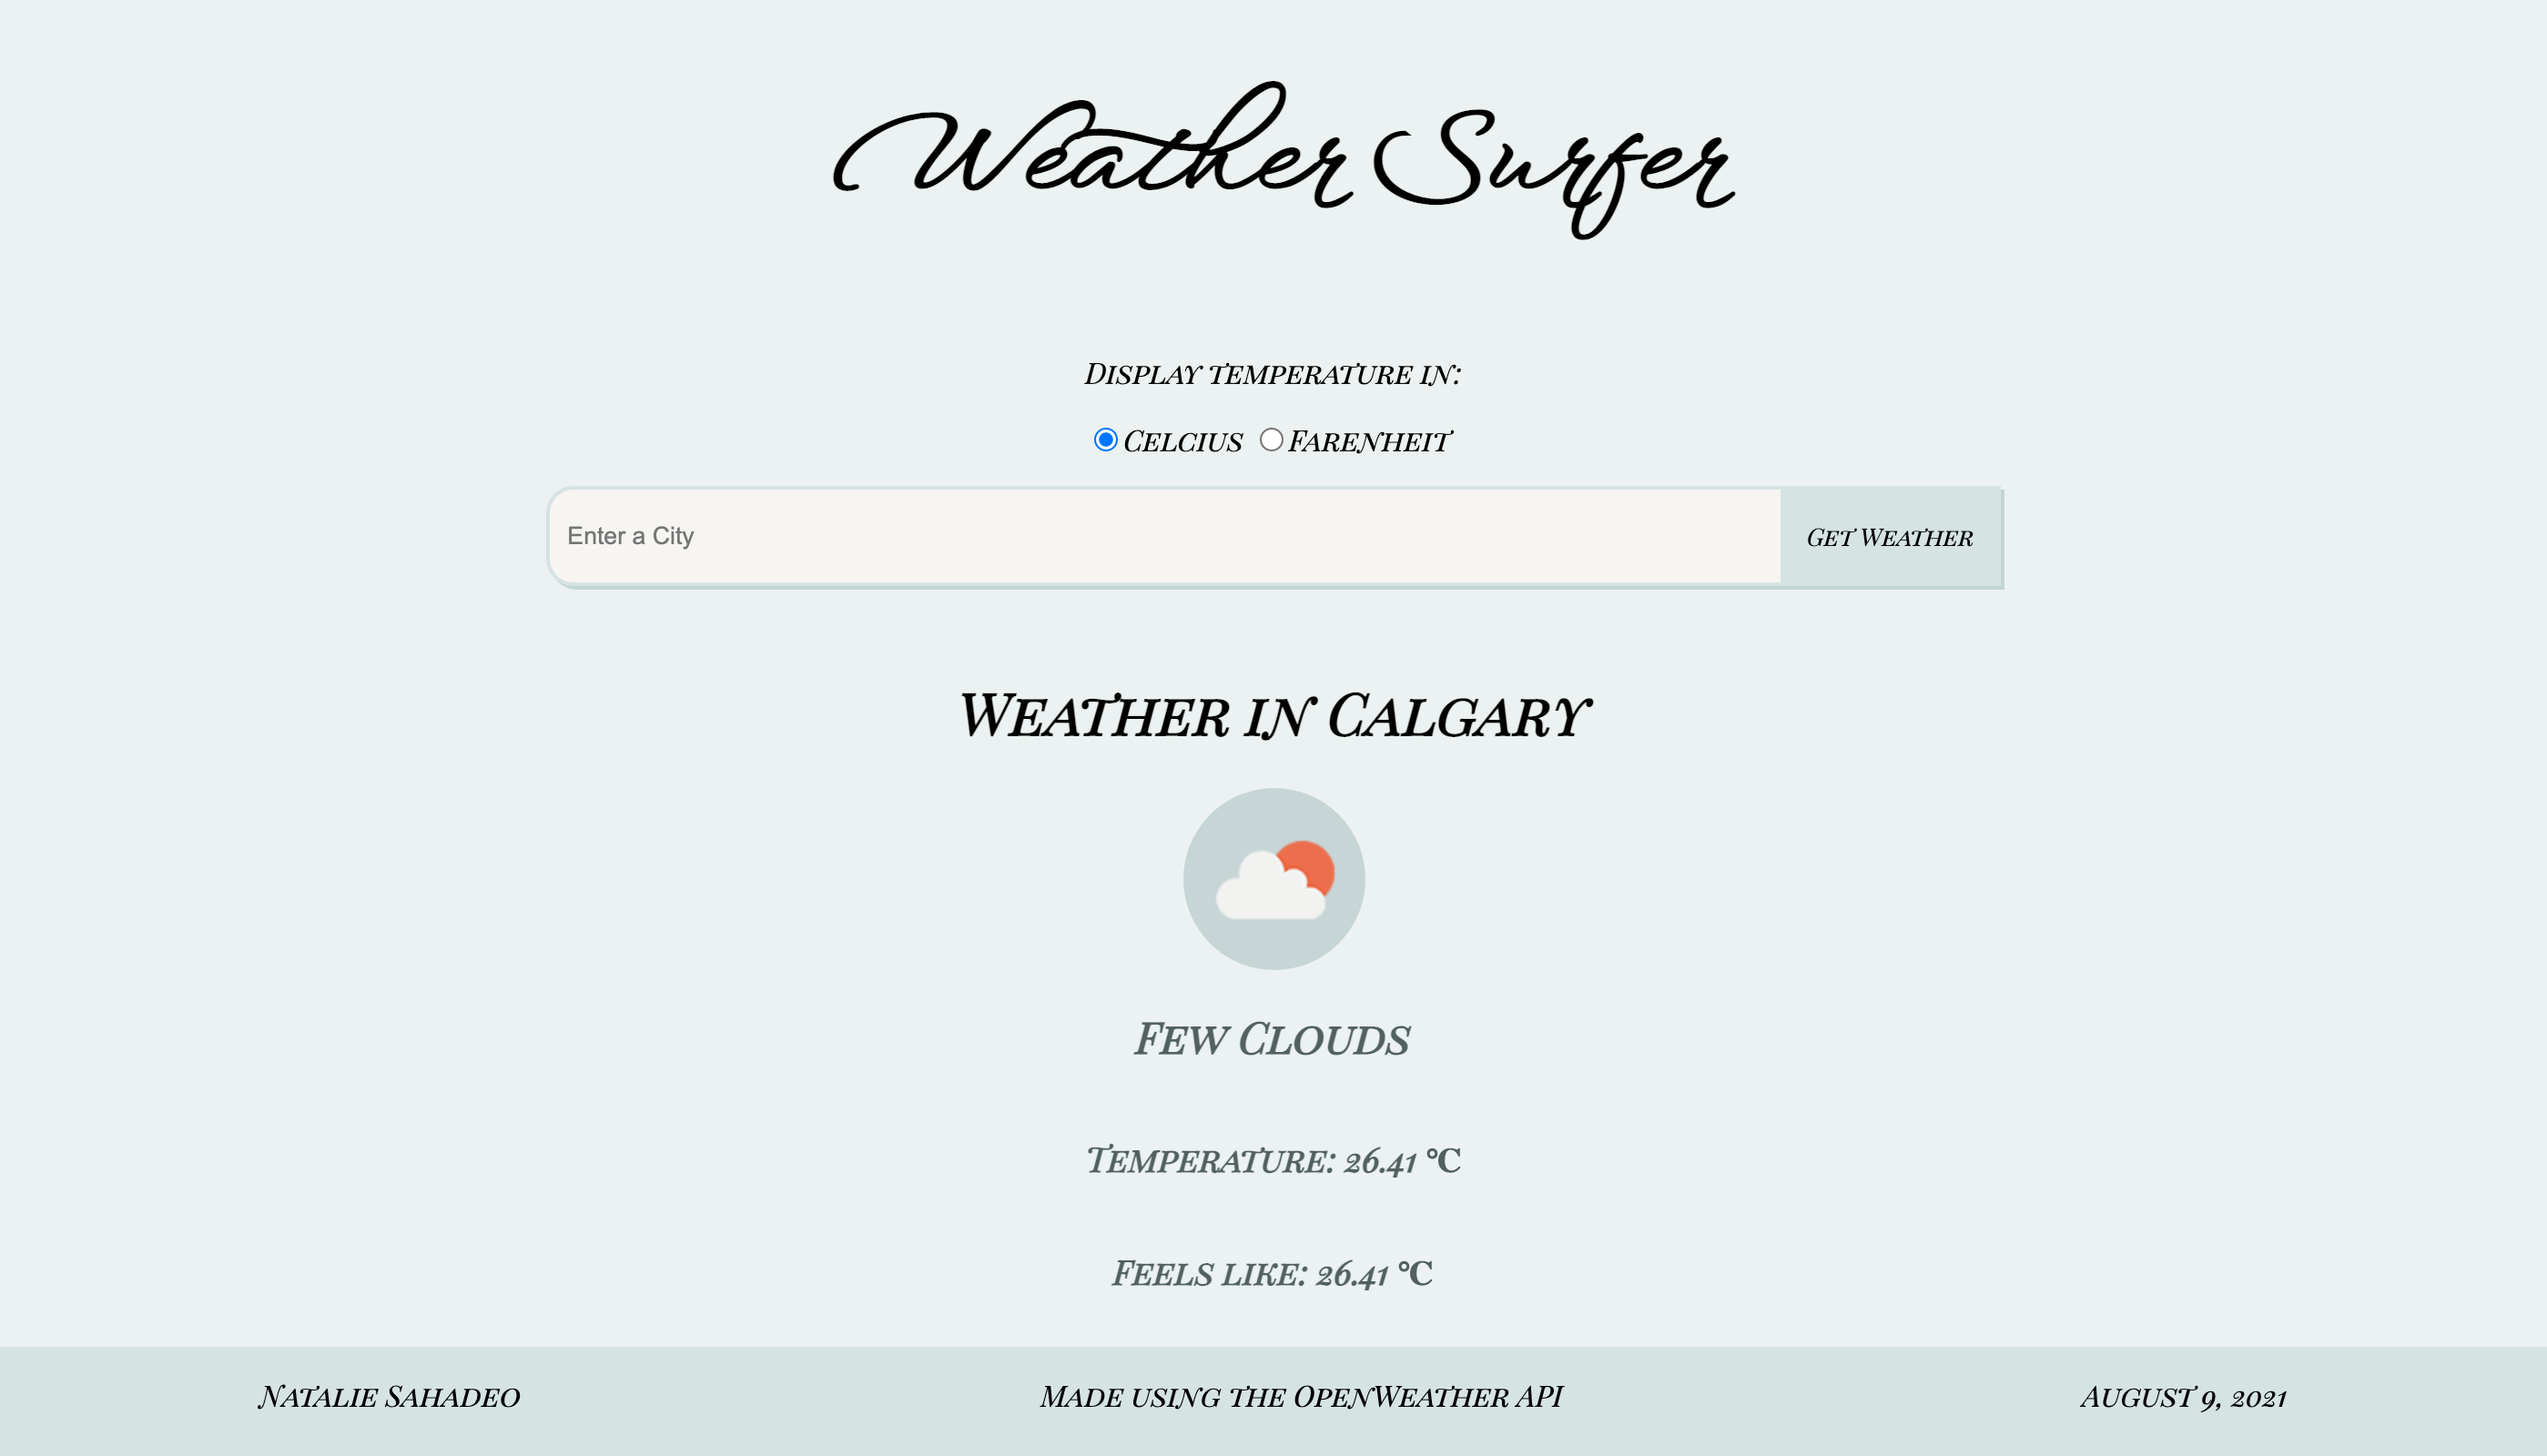 Weather Surfer
Display temperature in:
Celcius Farenheit
Enter a City Get Weather
Weather in Calgary
Few Clouds
Temperature: 26.41 °C
Feels like: 26.41 °C
Natalie Sahadeo Made using the OpenWeather API August 9, 2021